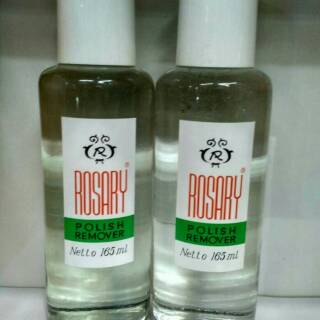 R
ROSARY®
POLISH
REMOVER
Netto 165 ml
R
ROSARY®
POLISH
REMOVER
Netto 165 ml